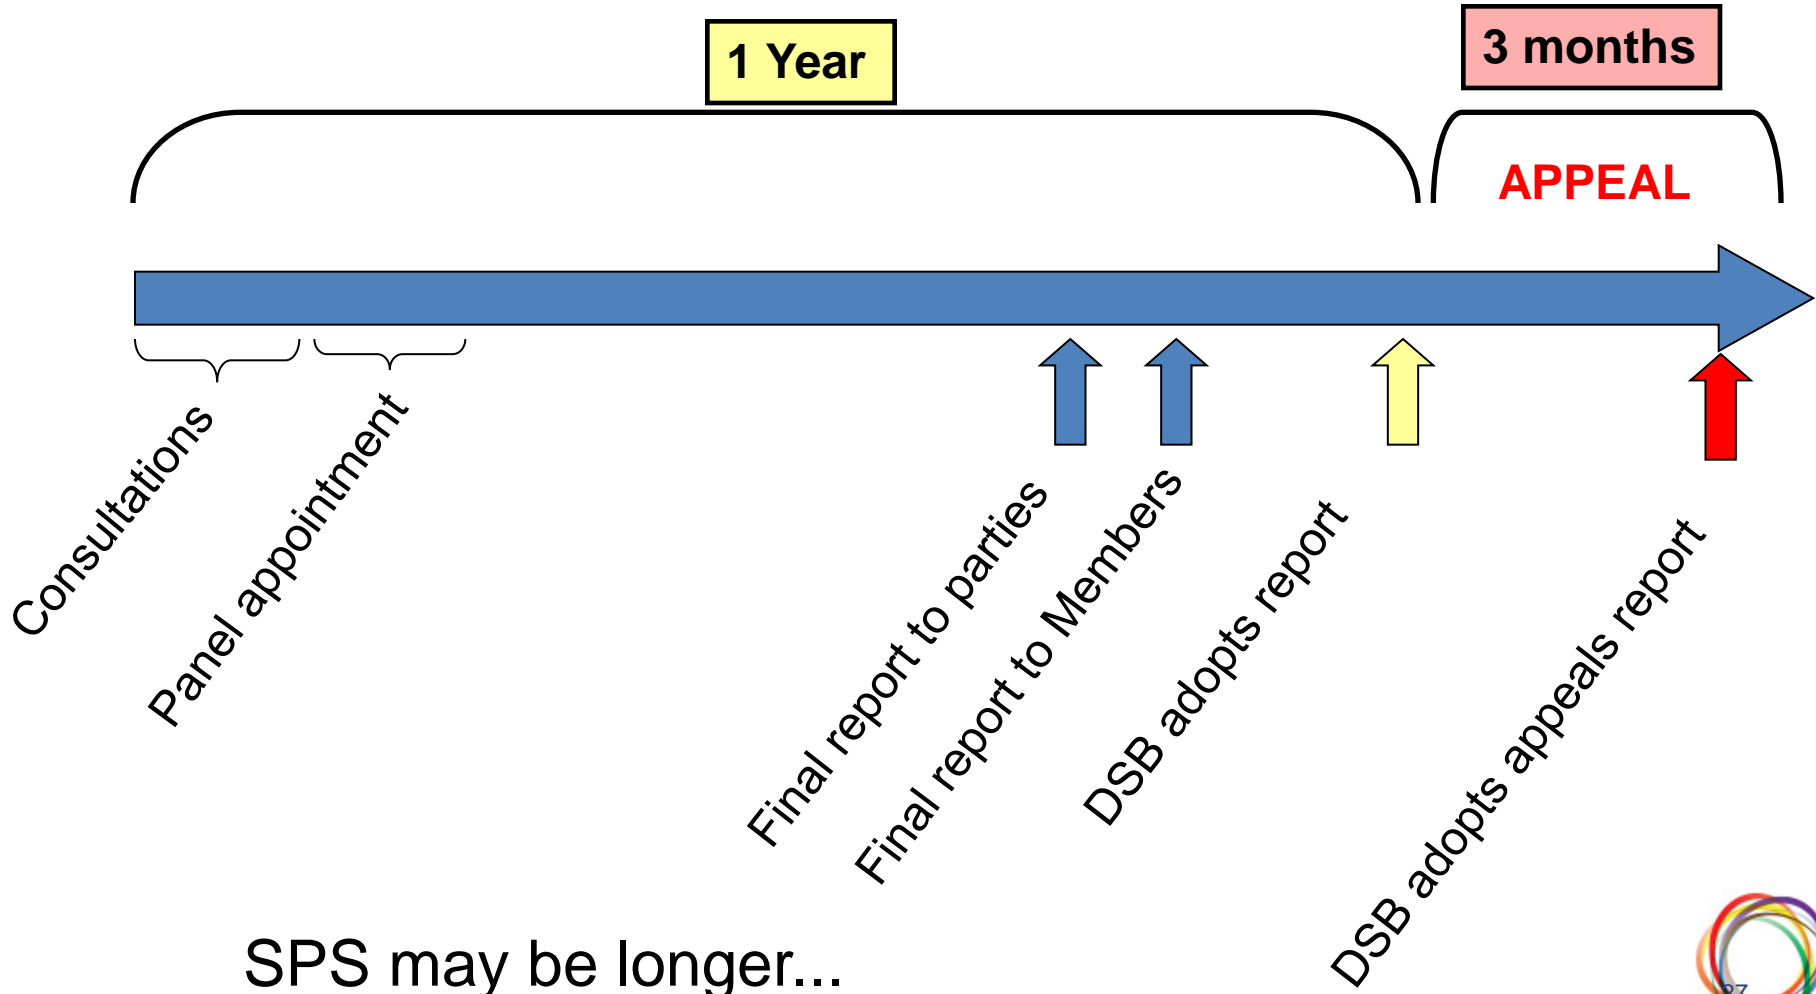 1 Year
3 months
APPEAL
Consultations
Panel appointment
Final report to parties
Final report to Members
DSB adopts report
DSB adopts appeals report
SPS may be longer...
37